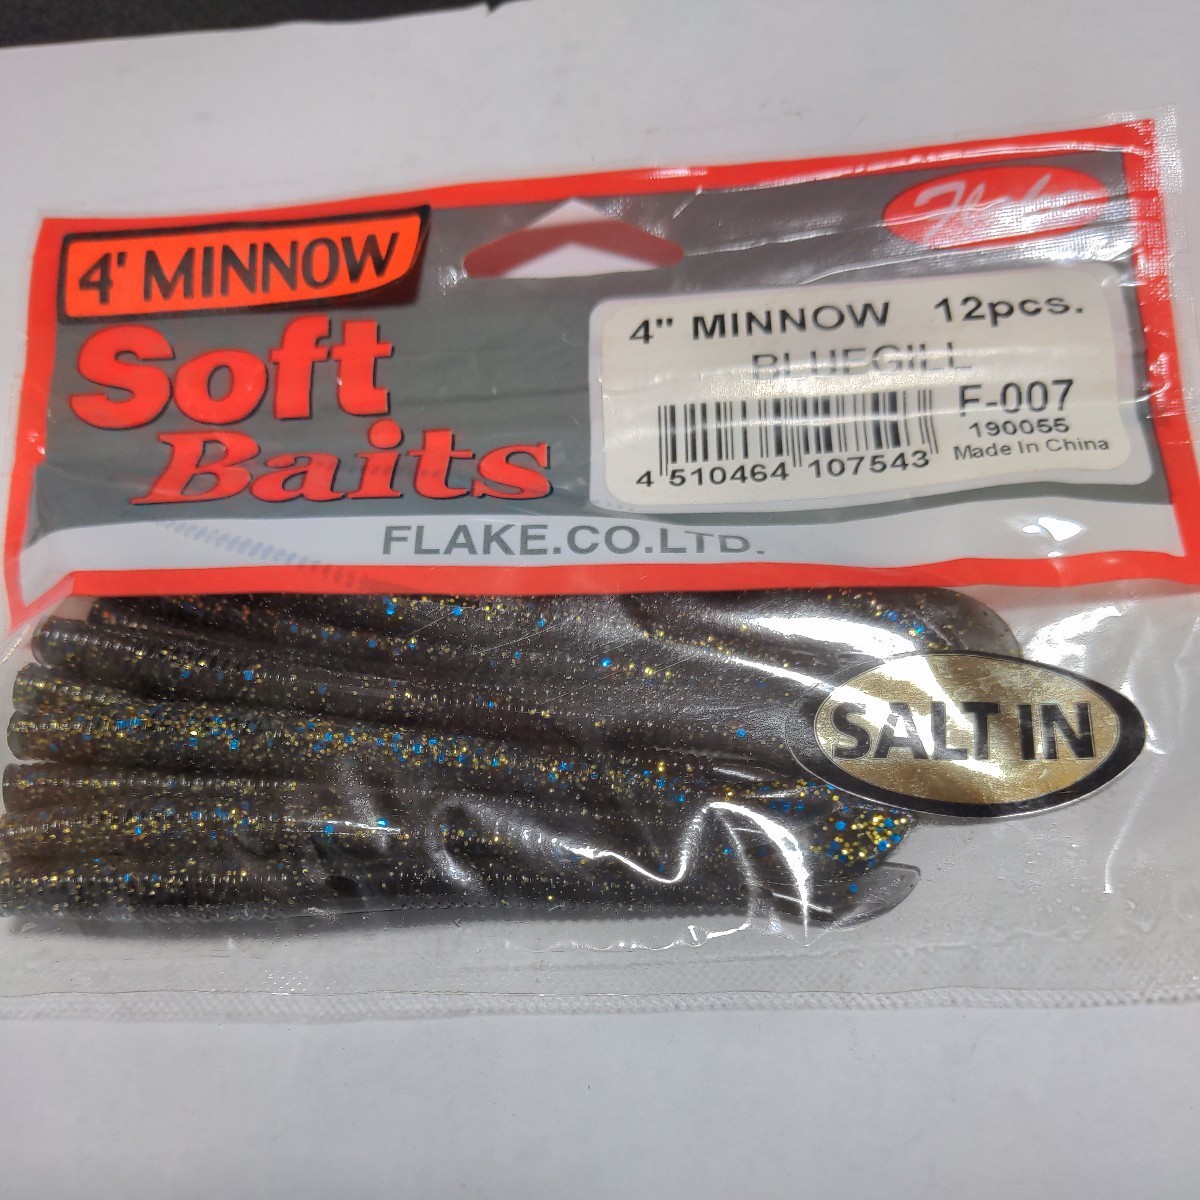 4' MINNOW
Soft
Baits
Flake
4" MINNOW 12pcs.
BLUEGILL
F-007
190055
Made In China
4 510464 107543
FLAKE.CO.LTD.
SALT IN